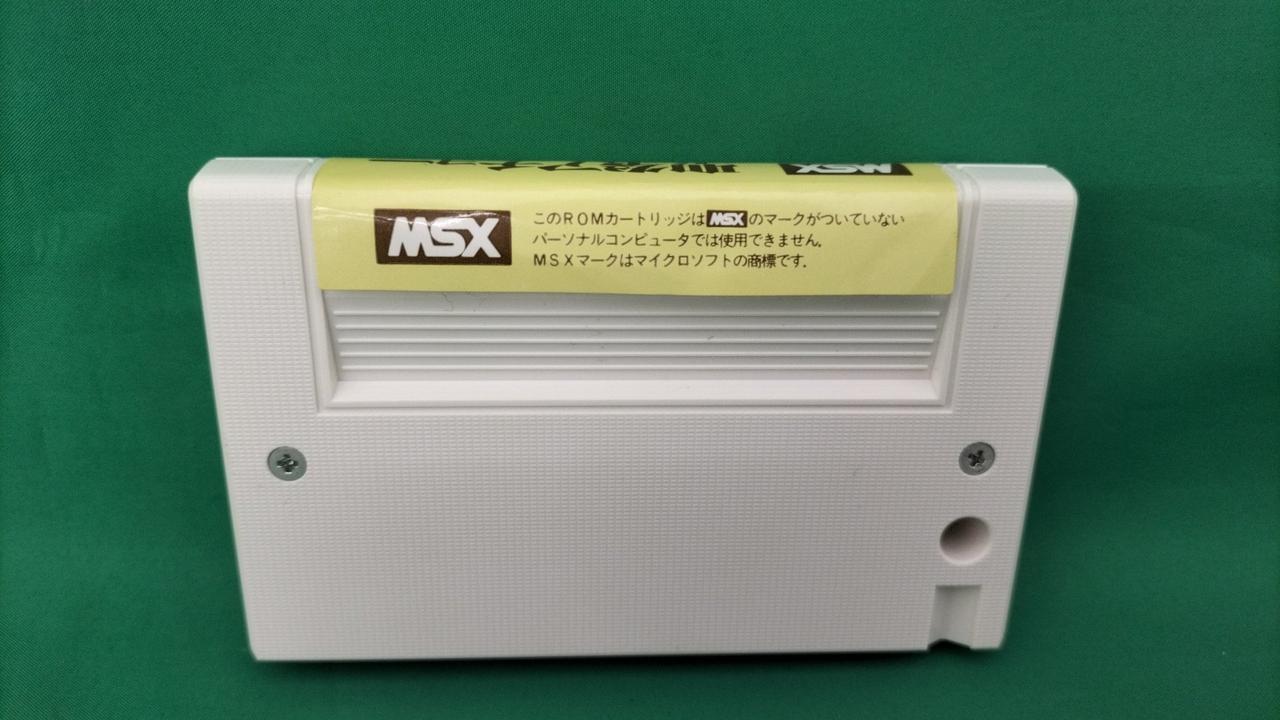 MSX
MSX
このROMカートリッジはMSXのマークがついていない
パーソナルコンピュータでは使用できません。
MSXマークはマイクロソフトの商標です。